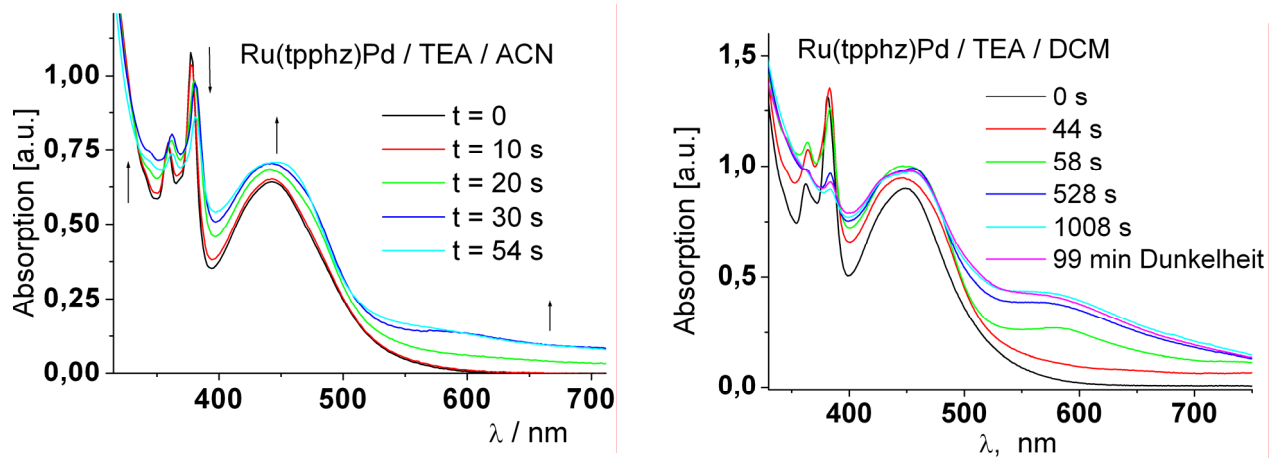 Ru(tpphz)Pd / TEA / ACN
t = 0
t = 10 s
t = 20 s
t = 30 s
t = 54 s
1,00
0,75
0,50
0,25
0,00
Absorption [a.u.]
400
500
600
700
λ / nm
Ru(tpphz)Pd / TEA / DCM
0 s
44 s
58 s
528 s
1008 s
99 min Dunkelheit
1,5
1,0
0,5
0,0
Absorption [a.u.]
400
500
600
700
λ, nm